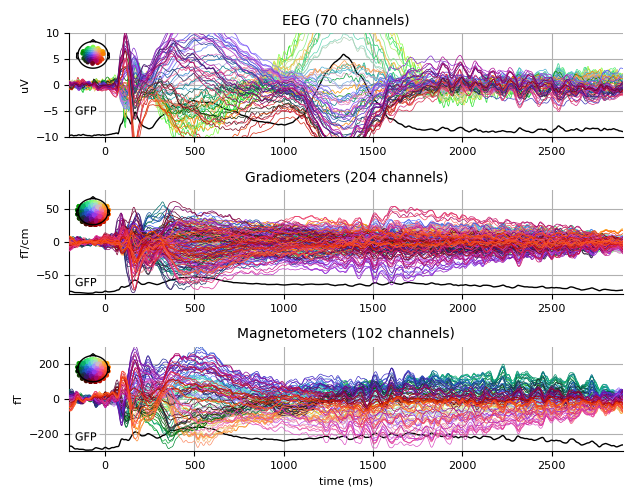 EEG (70 channels)
10
5
0
−5
−10
uV
GFP
0 500 1000 1500 2000 2500
Gradiometers (204 channels)
50
0
−50
fT/cm
GFP
0 500 1000 1500 2000 2500
Magnetometers (102 channels)
200
0
−200
fT
GFP
0 500 1000 1500 2000 2500
time (ms)